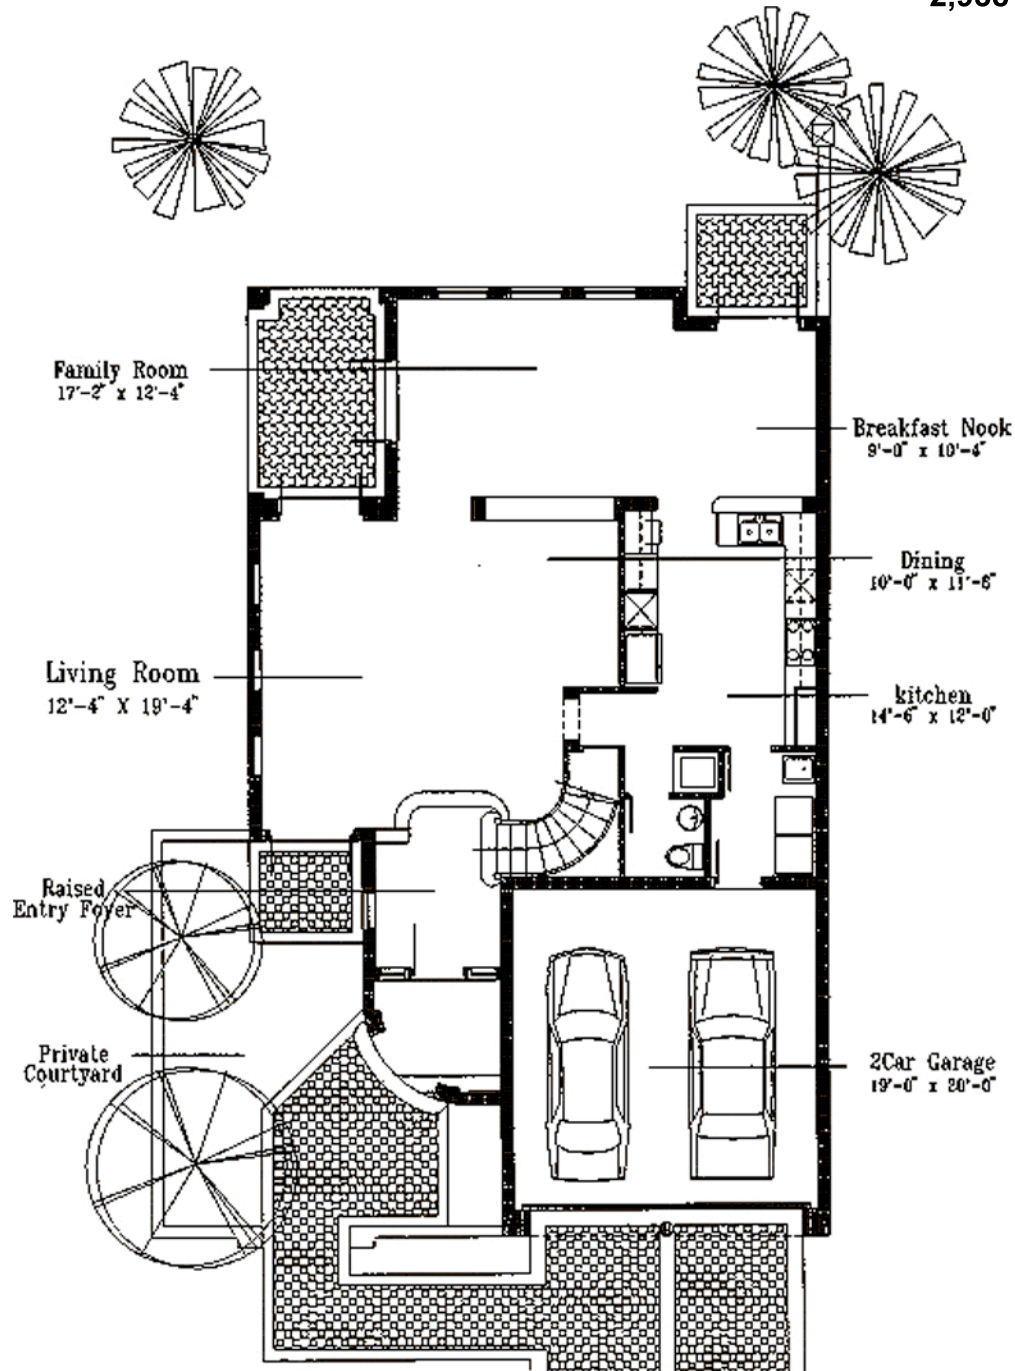 Family Room
17'-2" x 12'-4"
Breakfast Nook
9'-0" x 10'-4"
Dining
10'-0" x 11'-6"
Living Room
12'-4" X 19'-4"
kitchen
14'-6" x 12'-0"
Raised
Entry Foyer
Private
Courtyard
2Car Garage
19'-0" x 20'-0"